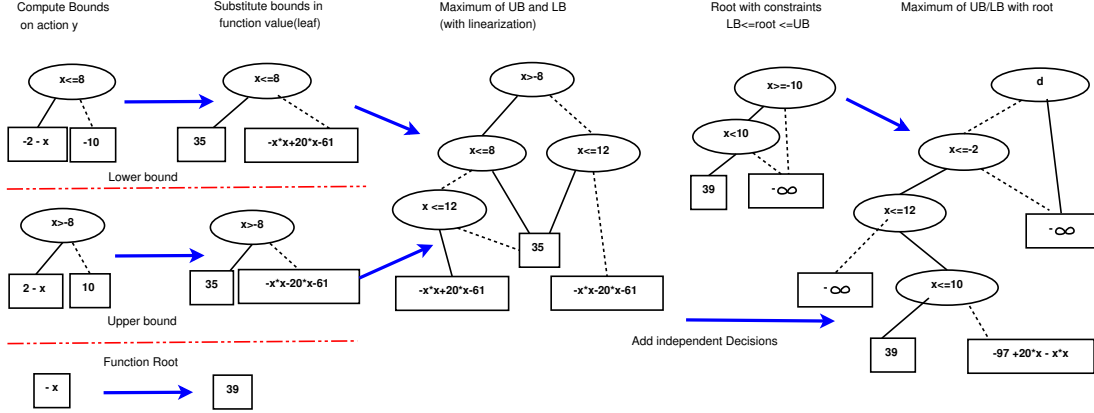 Compute Bounds
on action y
Substitute bounds in
function value(leaf)
Maximum of UB and LB
(with linearization)
Root with constraints
LB<=root <=UB
Maximum of UB/LB with root
x<=8
-2 - x
-10
x<=8
35
-x*x+20*x-61
Lower bound
x>-8
2 - x
10
x>-8
35
-x*x-20*x-61
Upper bound
Function Root
- x
39
x>-8
x<=8
x<=12
x <=12
35
-x*x+20*x-61
-x*x-20*x-61
x>=-10
x<10
39
- ∞
Add independent Decisions
d
x<=-2
x<=12
- ∞
- ∞
x<=10
39
-97 +20*x - x*x